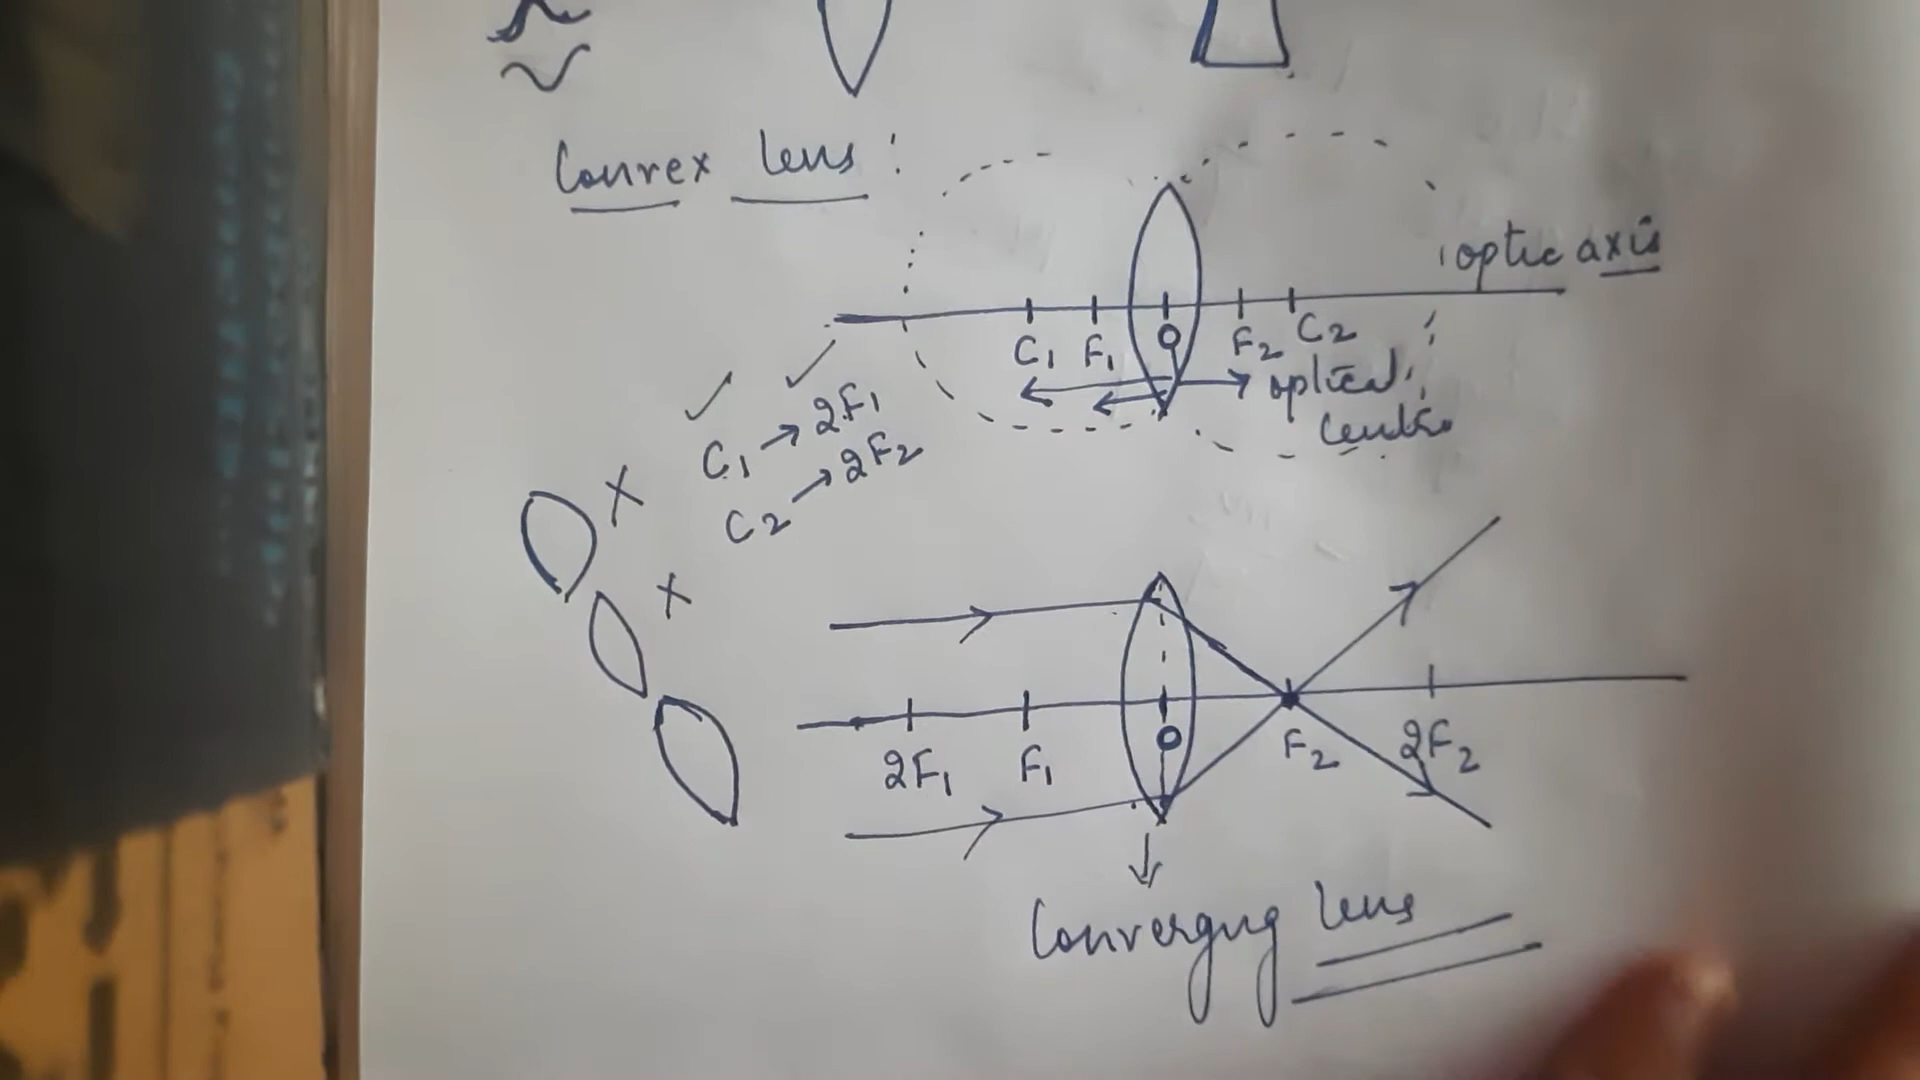 Convex lens :
optic axis
C1 F1 O F2 C2
optical
centre
C1 → 2F1
C2 → 2F2
2F1 F1 O F2 2F2
Converging lens